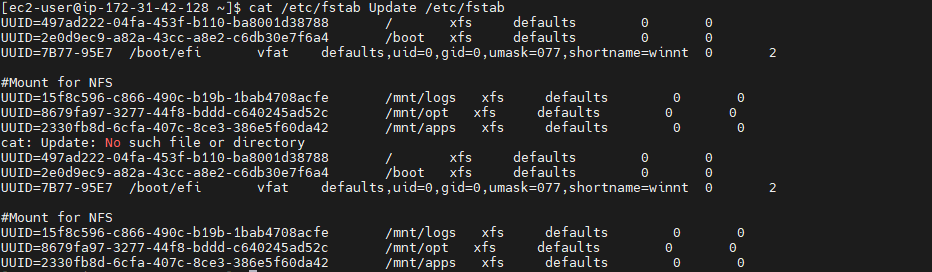 [ec2-user@ip-172-31-42-128 ~]$ cat /etc/fstab Update /etc/fstab
UUID=497ad222-04fa-453f-b110-ba8001d38788 / xfs defaults 0 0
UUID=2e0d9ec9-a82a-43cc-a8e2-c6db30e7f6a4 /boot xfs defaults 0 0
UUID=7B77-95E7 /boot/efi vfat defaults,uid=0,gid=0,umask=077,shortname=winnt 0 2
#Mount for NFS
UUID=15f8c596-c866-490c-b19b-1bab4708acfe /mnt/logs xfs defaults 0 0
UUID=8679fa97-3277-44f8-bddd-c640245ad52c /mnt/opt xfs defaults 0 0
UUID=2330fb8d-6cfa-407c-8ce3-386e5f60da42 /mnt/apps xfs defaults 0 0
cat: Update: No such file or directory
UUID=497ad222-04fa-453f-b110-ba8001d38788 / xfs defaults 0 0
UUID=2e0d9ec9-a82a-43cc-a8e2-c6db30e7f6a4 /boot xfs defaults 0 0
UUID=7B77-95E7 /boot/efi vfat defaults,uid=0,gid=0,umask=077,shortname=winnt 0 2
#Mount for NFS
UUID=15f8c596-c866-490c-b19b-1bab4708acfe /mnt/logs xfs defaults 0 0
UUID=8679fa97-3277-44f8-bddd-c640245ad52c /mnt/opt xfs defaults 0 0
UUID=2330fb8d-6cfa-407c-8ce3-386e5f60da42 /mnt/apps xfs defaults 0 0